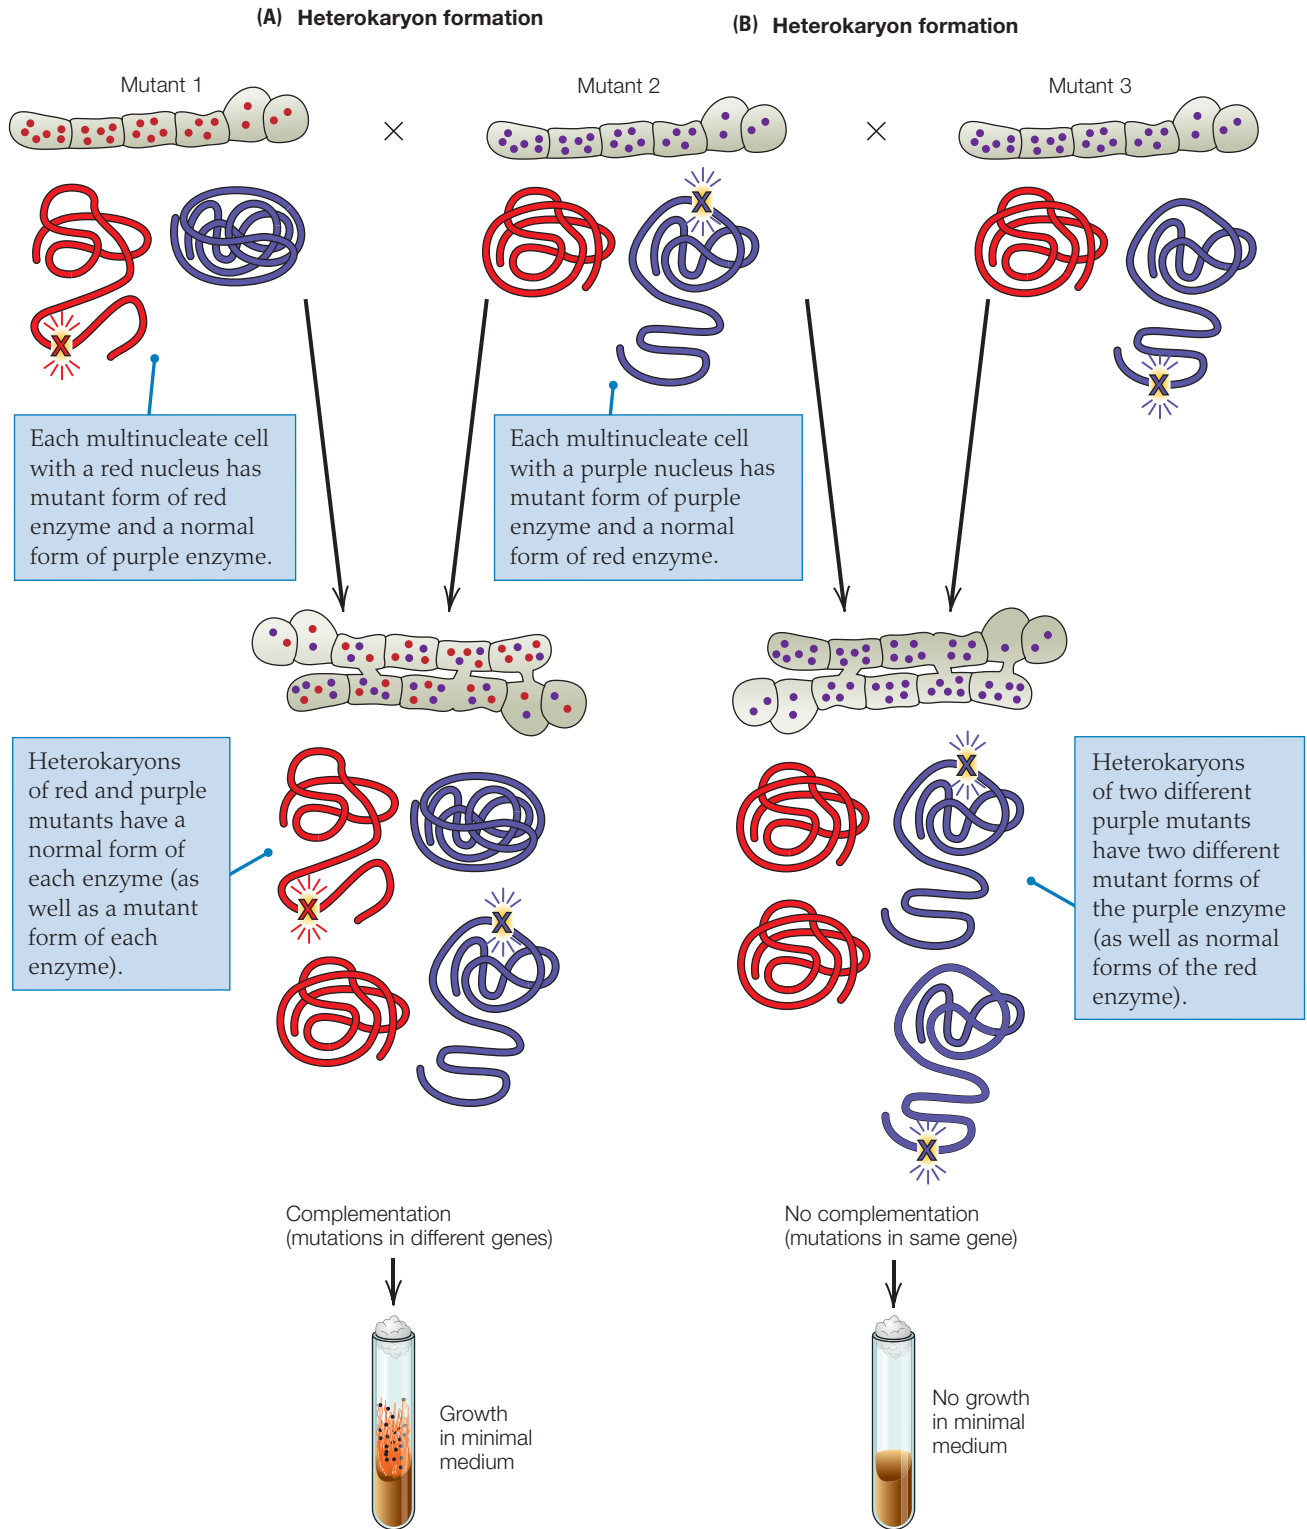 (A) Heterokaryon formation
(B) Heterokaryon formation
Mutant 1
Mutant 2
Mutant 3
×
×
X
X
X
Each multinucleate cell
with a red nucleus has
mutant form of red
enzyme and a normal
form of purple enzyme.
Each multinucleate cell
with a purple nucleus has
mutant form of purple
enzyme and a normal
form of red enzyme.
Heterokaryons
of red and purple
mutants have a
normal form of
each enzyme (as
well as a mutant
form of each
enzyme).
X
X
X
X
Heterokaryons
of two different
purple mutants
have two different
mutant forms of
the purple enzyme
(as well as normal
forms of the red
enzyme).
Complementation
(mutations in different genes)
No complementation
(mutations in same gene)
Growth
in minimal
medium
No growth
in minimal
medium